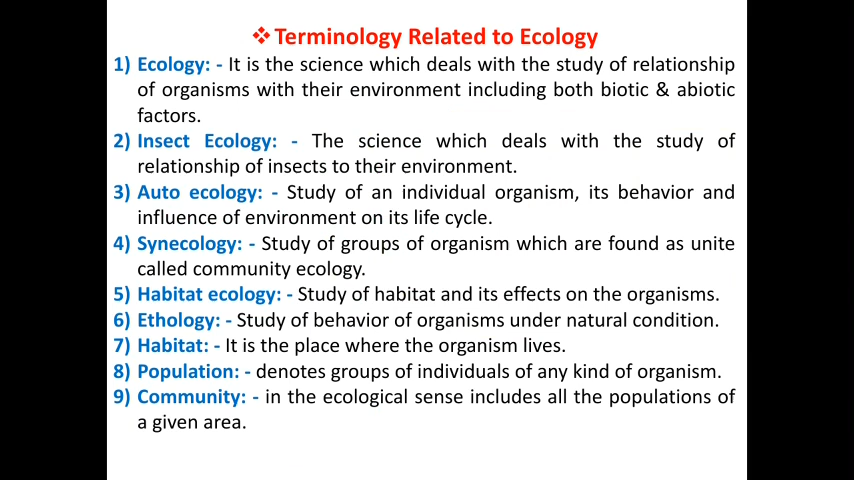 ❖Terminology Related to Ecology
1) Ecology: - It is the science which deals with the study of relationship
of organisms with their environment including both biotic & abiotic
factors.
2) Insect Ecology: - The science which deals with the study of
relationship of insects to their environment.
3) Auto ecology: - Study of an individual organism, its behavior and
influence of environment on its life cycle.
4) Synecology: - Study of groups of organism which are found as unite
called community ecology.
5) Habitat ecology: - Study of habitat and its effects on the organisms.
6) Ethology: - Study of behavior of organisms under natural condition.
7) Habitat: - It is the place where the organism lives.
8) Population: - denotes groups of individuals of any kind of organism.
9) Community: - in the ecological sense includes all the populations of
a given area.